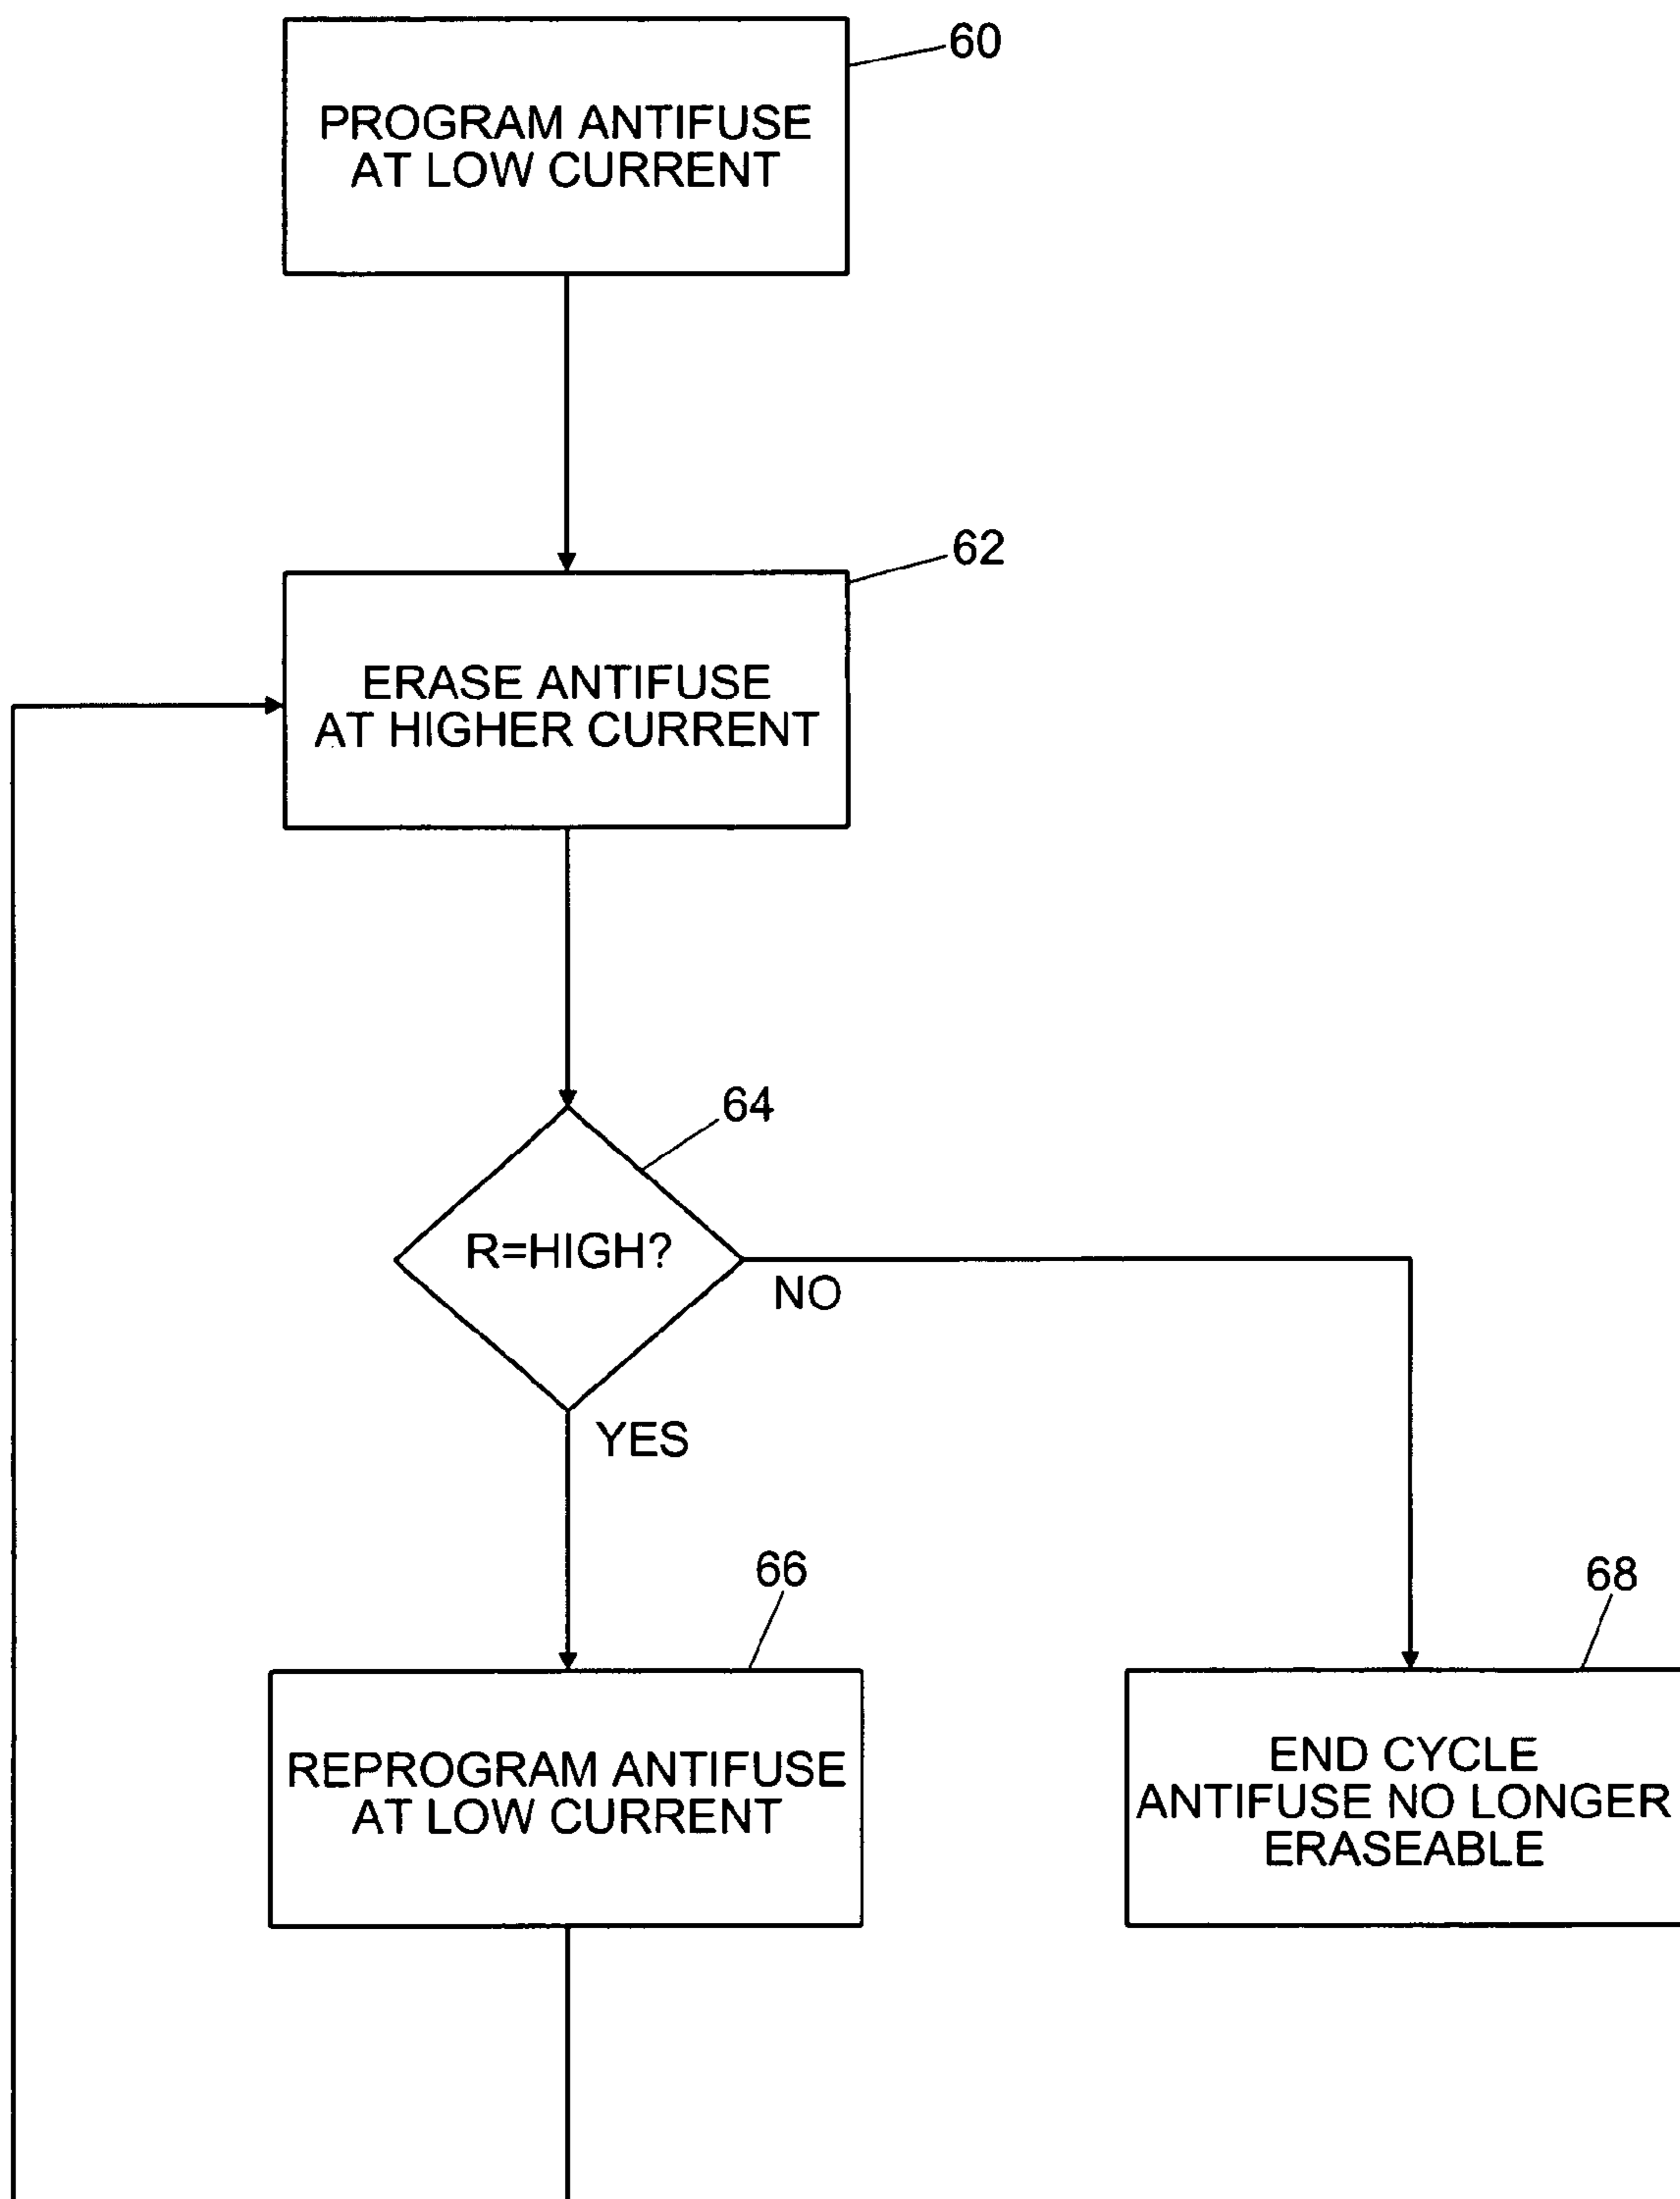 60
PROGRAM ANTIFUSE
AT LOW CURRENT
62
ERASE ANTIFUSE
AT HIGHER CURRENT
64
R=HIGH?
NO
YES
66
68
REPROGRAM ANTIFUSE
AT LOW CURRENT
END CYCLE
ANTIFUSE NO LONGER
ERASEABLE